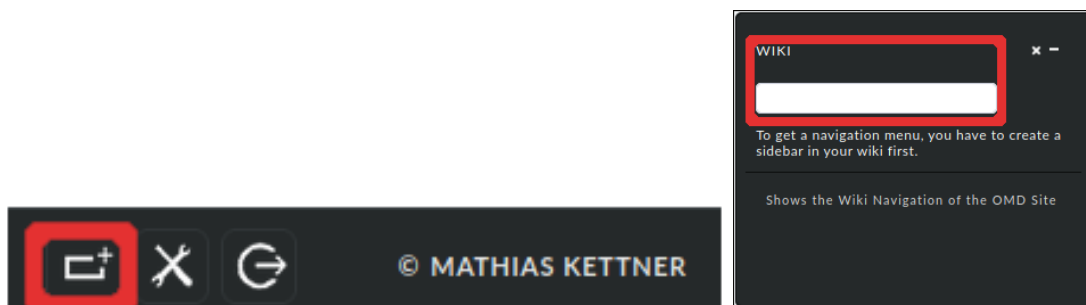 © MATHIAS KETTNER
WIKI
To get a navigation menu, you have to create a
sidebar in your wiki first.
Shows the Wiki Navigation of the OMD Site